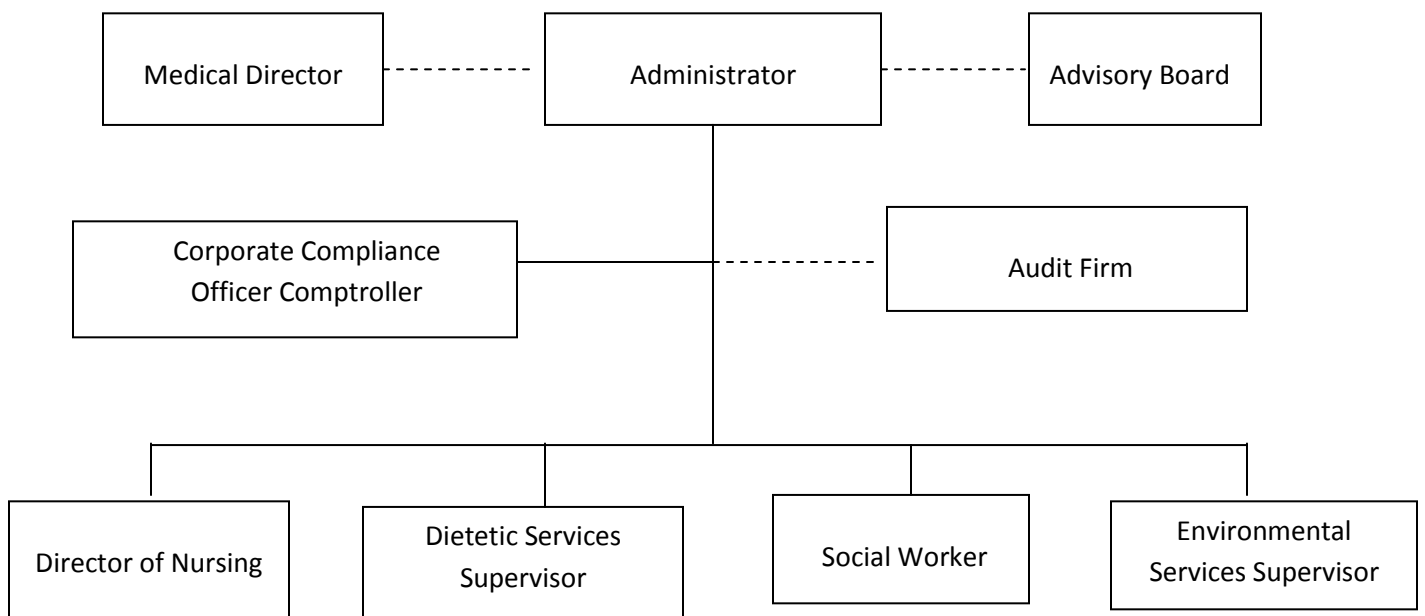 Medical Director
Administrator
Advisory Board
Corporate Compliance
Officer Comptroller
Audit Firm
Director of Nursing
Dietetic Services
Supervisor
Social Worker
Environmental
Services Supervisor